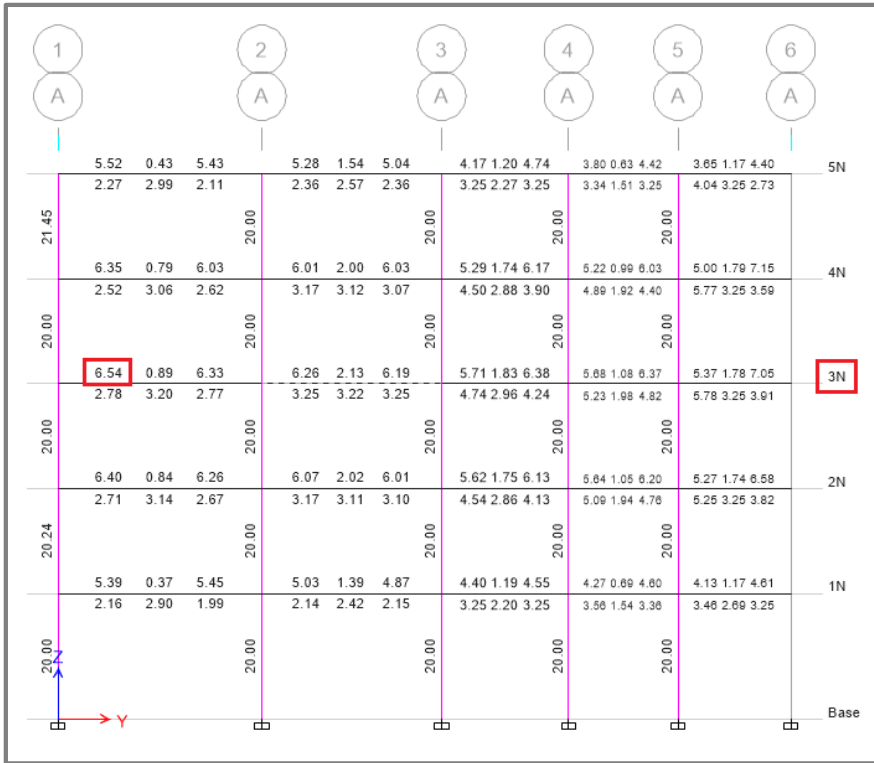 1 2 3 4 5 6
A A A A A A
5.52 0.43 5.43 5.28 1.54 5.04 4.17 1.20 4.74 3.80 0.63 4.42 3.65 1.17 4.40 5N
2.27 2.99 2.11 2.36 2.57 2.36 3.25 2.27 3.25 3.34 1.51 3.25 4.04 3.25 2.73
21.45 20.00 20.00 20.00 20.00
6.35 0.79 6.03 6.01 2.00 6.03 5.29 1.74 6.17 5.22 0.99 6.03 5.00 1.79 7.15 4N
2.52 3.06 2.62 3.17 3.12 3.07 4.50 2.88 3.90 4.89 1.92 4.40 5.77 3.25 3.59
20.00 20.00 20.00 20.00 20.00
6.54 0.89 6.33 6.26 2.13 6.19 5.71 1.83 6.38 5.68 1.08 6.37 5.37 1.78 7.05 3N
2.78 3.20 2.77 3.25 3.22 3.25 4.74 2.96 4.24 5.23 1.98 4.82 5.78 3.25 3.91
20.00 20.00 20.00 20.00 20.00
6.40 0.84 6.26 6.07 2.02 6.01 5.62 1.75 6.13 5.64 1.05 6.20 5.27 1.74 6.58 2N
2.71 3.14 2.67 3.17 3.11 3.10 4.54 2.86 4.13 5.09 1.94 4.76 5.25 3.25 3.82
20.24 20.00 20.00 20.00 20.00
5.39 0.37 5.45 5.03 1.39 4.87 4.40 1.19 4.55 4.27 0.69 4.60 4.13 1.17 4.61 1N
2.16 2.90 1.99 2.14 2.42 2.15 3.25 2.20 3.25 3.56 1.54 3.36 3.46 2.69 3.25
20.00 20.00 20.00 20.00 20.00
Z
Y
Base